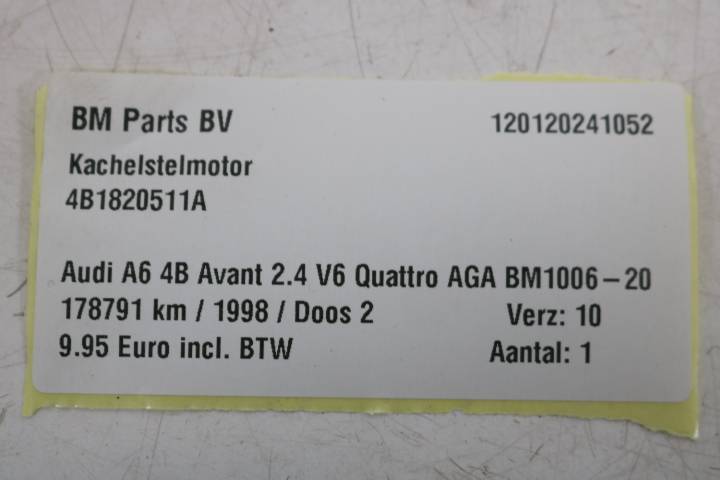 BM Parts BV 120120241052
Kachelstelmotor
4B1820511A
Audi A6 4B Avant 2.4 V6 Quattro AGA BM1006-20
178791 km / 1998 / Doos 2 Verz: 10
9.95 Euro incl. BTW Aantal: 1